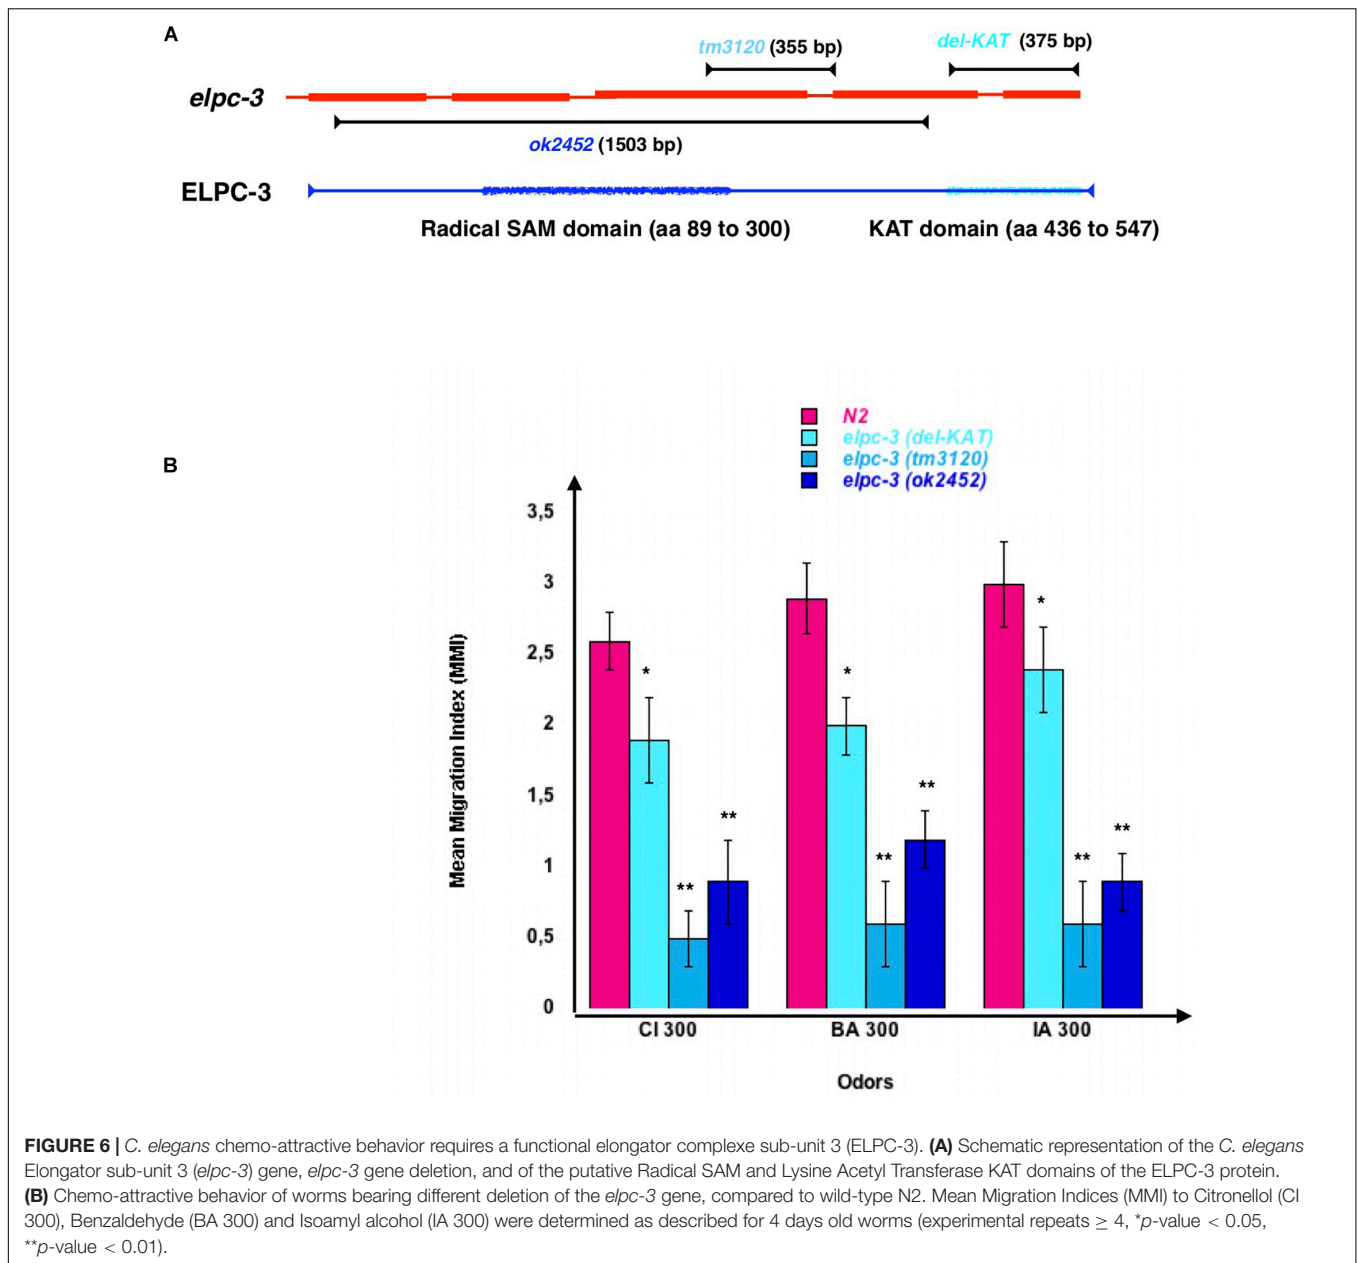 A
tm3120 (355 bp)
del-KAT (375 bp)
elpc-3
ok2452 (1503 bp)
ELPC-3
Radical SAM domain (aa 89 to 300)
KAT domain (aa 436 to 547)
B
N2
elpc-3 (del-KAT)
elpc-3 (tm3120)
elpc-3 (ok2452)
Mean Migration Index (MMI)
3,5
3
2,5
2
1,5
1
0,5
0
*
**
**
*
**
**
*
**
**
CI 300
BA 300
IA 300
Odors
FIGURE 6 | C. elegans chemo-attractive behavior requires a functional elongator complexe sub-unit 3 (ELPC-3). (A) Schematic representation of the C. elegans
Elongator sub-unit 3 (elpc-3) gene, elpc-3 gene deletion, and of the putative Radical SAM and Lysine Acetyl Transferase KAT domains of the ELPC-3 protein.
(B) Chemo-attractive behavior of worms bearing different deletion of the elpc-3 gene, compared to wild-type N2. Mean Migration Indices (MMI) to Citronellol (CI
300), Benzaldehyde (BA 300) and Isoamyl alcohol (IA 300) were determined as described for 4 days old worms (experimental repeats ≥ 4, *p-value < 0.05,
**p-value < 0.01).